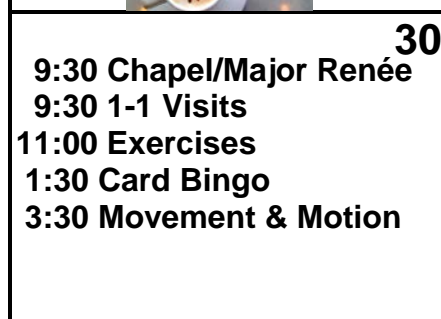 30
9:30 Chapel/Major Renée
9:30 1-1 Visits
11:00 Exercises
1:30 Card Bingo
3:30 Movement & Motion